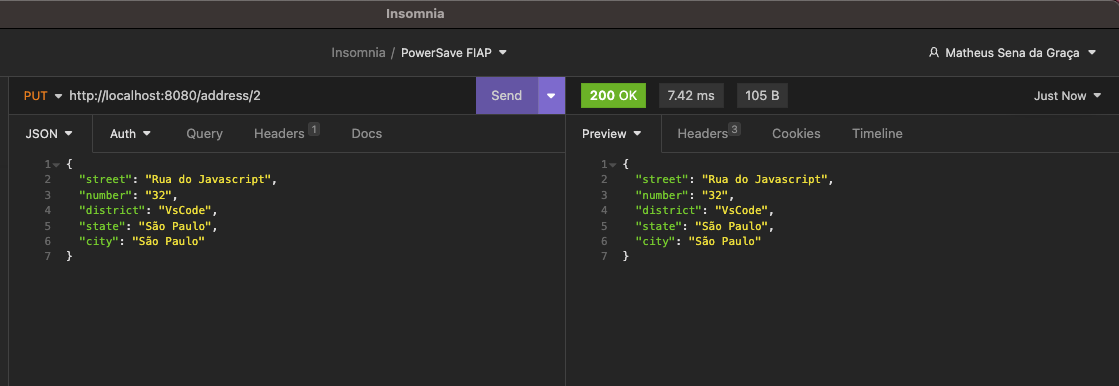 Insomnia
Insomnia / PowerSave FIAP
Matheus Sena da Graça
PUT http://localhost:8080/address/2 Send
200 OK 7.42 ms 105 B Just Now
JSON Auth Query Headers 1 Docs
Preview Headers 3 Cookies Timeline
1 {
2 "street": "Rua do Javascript",
3 "number": "32",
4 "district": "VsCode",
5 "state": "São Paulo",
6 "city": "São Paulo"
7 }
1 {
2 "street": "Rua do Javascript",
3 "number": "32",
4 "district": "VsCode",
5 "state": "São Paulo",
6 "city": "São Paulo"
7 }